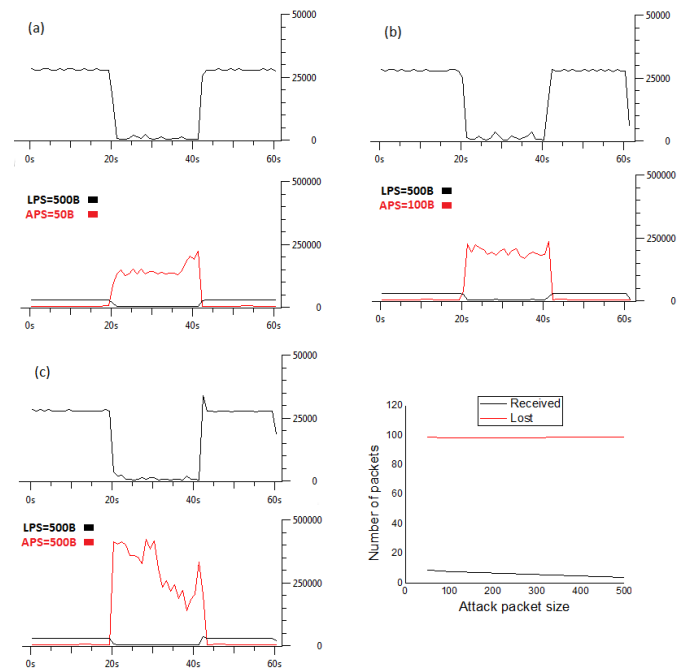 (a)
50000
25000
0
0s 20s 40s 60s
500000
LPS=500B
APS=50B
250000
0
0s 20s 40s 60s
(b)
50000
25000
0
0s 20s 40s 60s
500000
LPS=500B
APS=100B
250000
0
0s 20s 40s 60s
(c)
50000
25000
0
0s 20s 40s 60s
500000
LPS=500B
APS=500B
250000
0
0s 20s 40s 60s
Received
Lost
Number of packets
120
100
80
60
40
20
0
0 100 200 300 400 500
Attack packet size